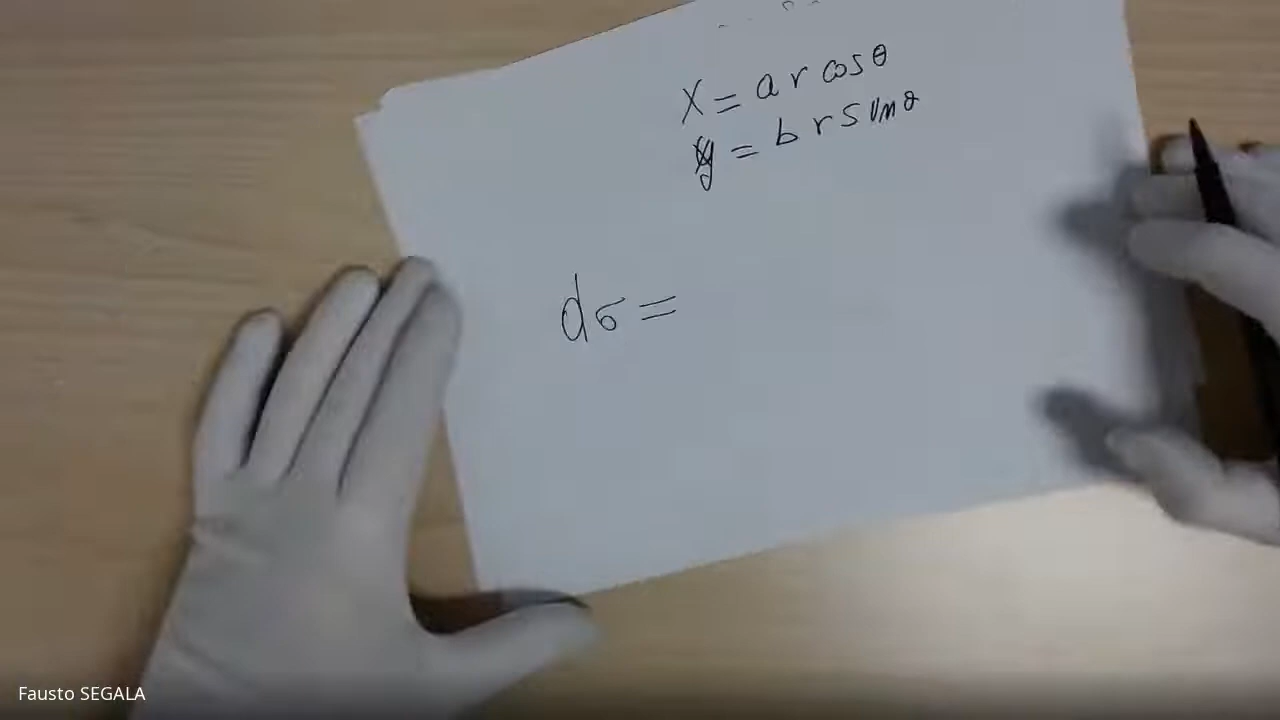 x = a r cosθ
y = b r sinθ
dσ =
Fausto SEGALA